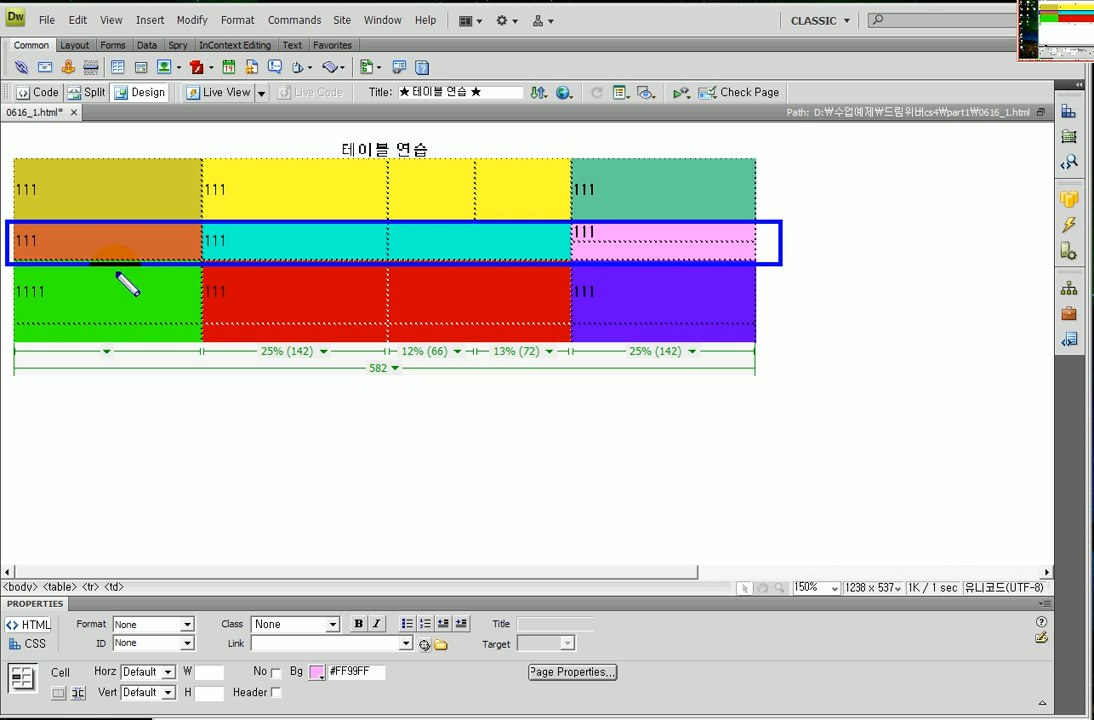 Dw File Edit View Insert Modify Format Commands Site Window Help CLASSIC
Common Layout Forms Data Spry InContext Editing Text Favorites
Code Split Design Live View Live Code Title: ★ 테이블 연습 ★ Check Page
0616_1.html* Path: D:₩수업예제₩드림위버cs4₩part1₩0616_1.html
테이블 연습
111 111 111
111 111 111
1111 111 111
25% (142) 12% (66) 13% (72) 25% (142)
582
<body> <table> <tr> <td> 150% 1238 x 537 1K / 1 sec 유니코드(UTF-8)
PROPERTIES
<> HTML Format None Class None B I Title
CSS ID None Link Target
Cell Horz Default W No Bg #FF99FF Page Properties...
Vert Default H Header